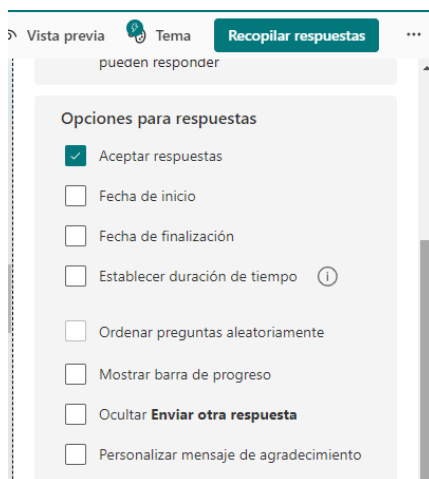 Vista previa Tema Recopilar respuestas ...
pueden responder
Opciones para respuestas
Aceptar respuestas
Fecha de inicio
Fecha de finalización
Establecer duración de tiempo
Ordenar preguntas aleatoriamente
Mostrar barra de progreso
Ocultar Enviar otra respuesta
Personalizar mensaje de agradecimiento